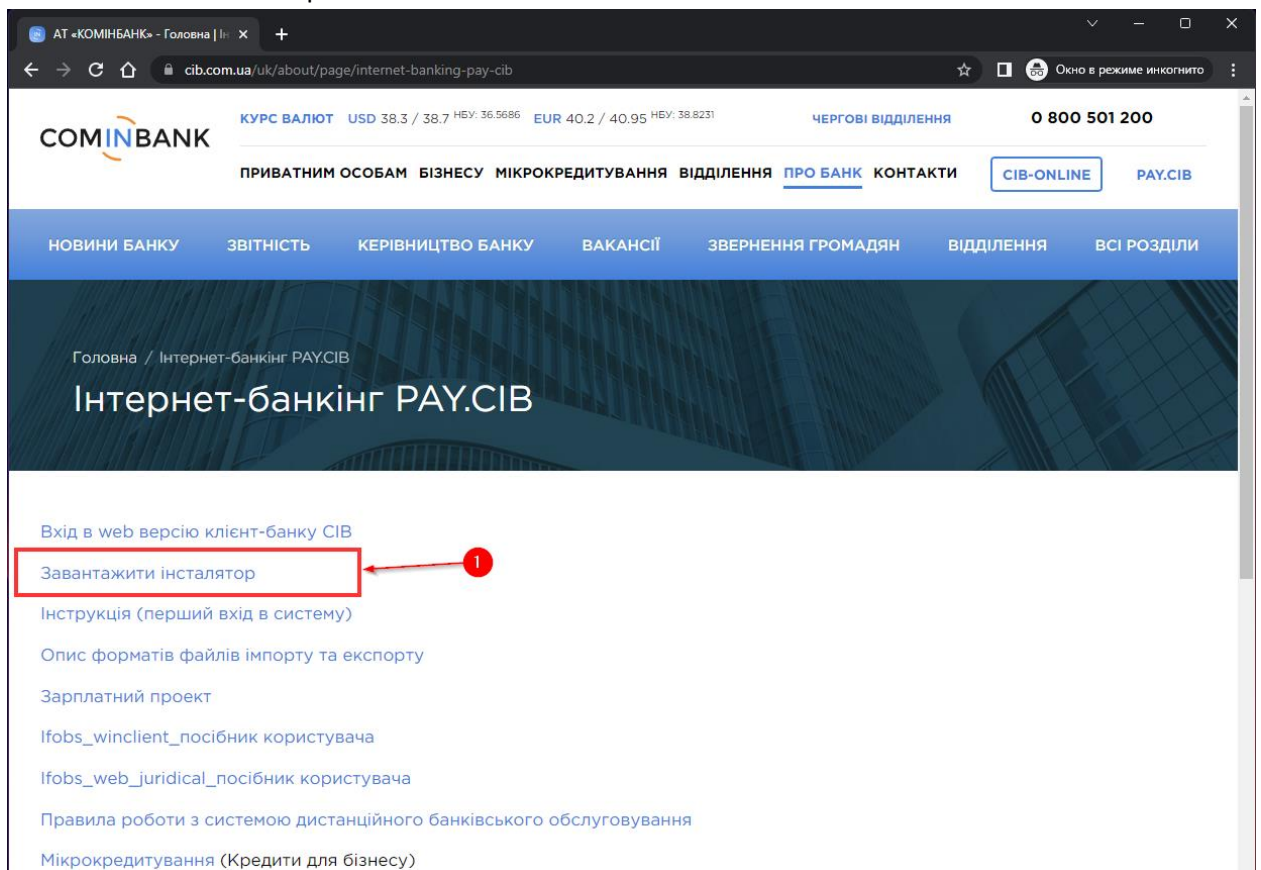 АТ «КОМІНБАНК» - Головна | Ін
cib.com.ua/uk/about/page/internet-banking-pay-cib
Окно в режиме инкогнито
COMINBANK
КУРС ВАЛЮТ USD 38.3 / 38.7 НБУ: 36.5686 EUR 40.2 / 40.95 НБУ: 38.8231 ЧЕРГОВІ ВІДДІЛЕННЯ 0 800 501 200
ПРИВАТНИМ ОСОБАМ БІЗНЕСУ МІКРОКРЕДИТУВАННЯ ВІДДІЛЕННЯ ПРО БАНК КОНТАКТИ CIB-ONLINE PAY.CIB
НОВИНИ БАНКУ ЗВІТНІСТЬ КЕРІВНИЦТВО БАНКУ ВАКАНСІЇ ЗВЕРНЕННЯ ГРОМАДЯН ВІДДІЛЕННЯ ВСІ РОЗДІЛИ
Головна / Інтернет-банкінг PAY.CIB
Інтернет-банкінг PAY.CIB
Вхід в web версію клієнт-банку CIB
Завантажити інсталятор 1
Інструкція (перший вхід в систему)
Опис форматів файлів імпорту та експорту
Зарплатний проект
Ifobs_winclient_посібник користувача
Ifobs_web_juridical_посібник користувача
Правила роботи з системою дистанційного банківського обслуговування
Мікрокредитування (Кредити для бізнесу)